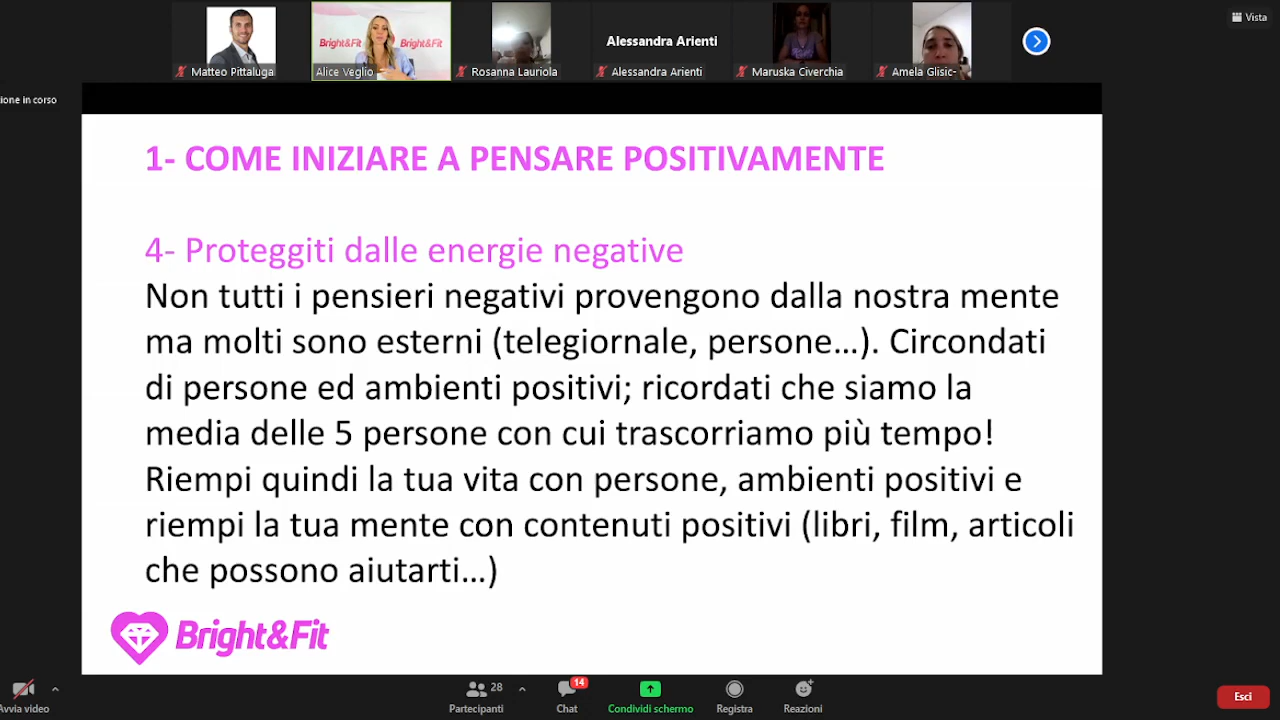 Alessandra Arienti
Bright&Fit
Bright&Fit
Matteo Pittaluga
Alice Veglio
Rosanna Lauriola
Alessandra Arienti
Maruska Civerchia
Amela Glisic-
Vista
ione in corso
1- COME INIZIARE A PENSARE POSITIVAMENTE
4- Proteggiti dalle energie negative
Non tutti i pensieri negativi provengono dalla nostra mente
ma molti sono esterni (telegiornale, persone…). Circondati
di persone ed ambienti positivi; ricordati che siamo la
media delle 5 persone con cui trascorriamo più tempo!
Riempi quindi la tua vita con persone, ambienti positivi e
riempi la tua mente con contenuti positivi (libri, film, articoli
che possono aiutarti…)
Bright&Fit
28
14
Avvia video
Partecipanti
Chat
Condividi schermo
Registra
Reazioni
Esci